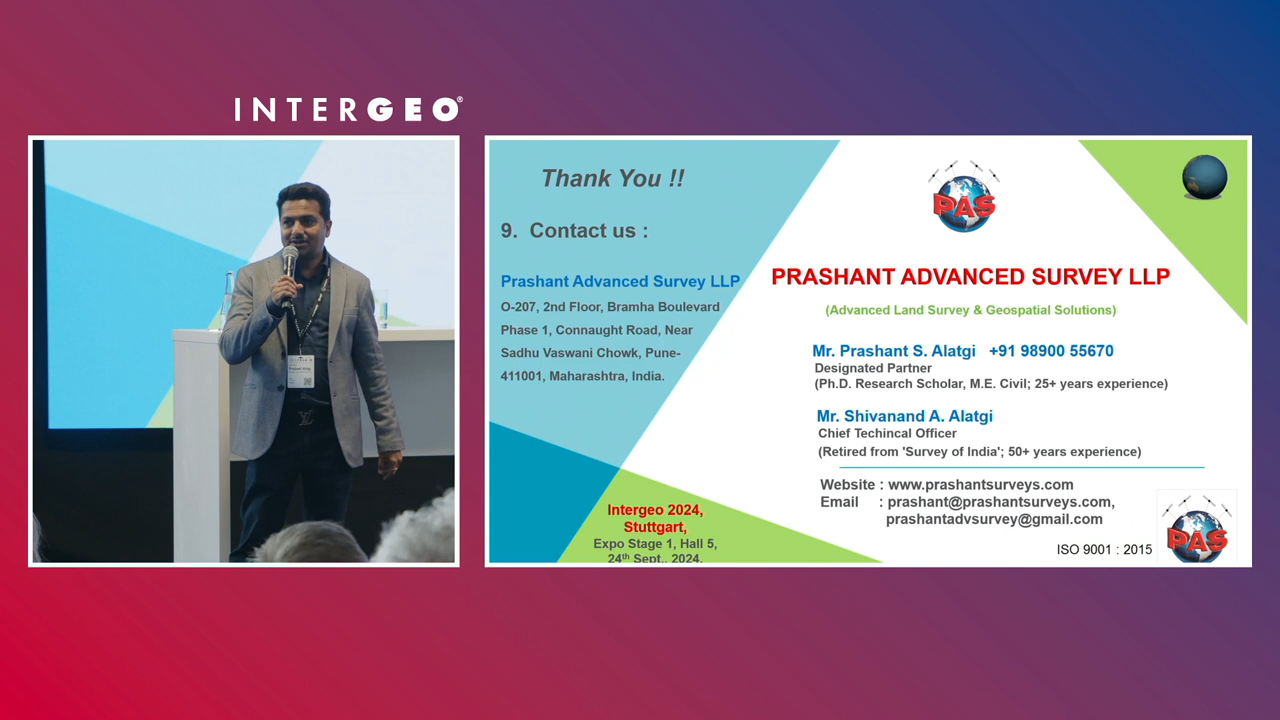 INTERGEO®
Thank You !!
9. Contact us :
Prashant Advanced Survey LLP
O-207, 2nd Floor, Bramha Boulevard
Phase 1, Connaught Road, Near
Sadhu Vaswani Chowk, Pune-
411001, Maharashtra, India.
Intergeo 2024,
Stuttgart,
Expo Stage 1, Hall 5,
24th Sept., 2024.
PAS
PRASHANT ADVANCED SURVEY LLP
(Advanced Land Survey & Geospatial Solutions)
Mr. Prashant S. Alatgi +91 98900 55670
Designated Partner
(Ph.D. Research Scholar, M.E. Civil; 25+ years experience)
Mr. Shivanand A. Alatgi
Chief Techincal Officer
(Retired from 'Survey of India'; 50+ years experience)
Website : www.prashantsurveys.com
Email : prashant@prashantsurveys.com,
prashantadvsurvey@gmail.com
ISO 9001 : 2015
PAS